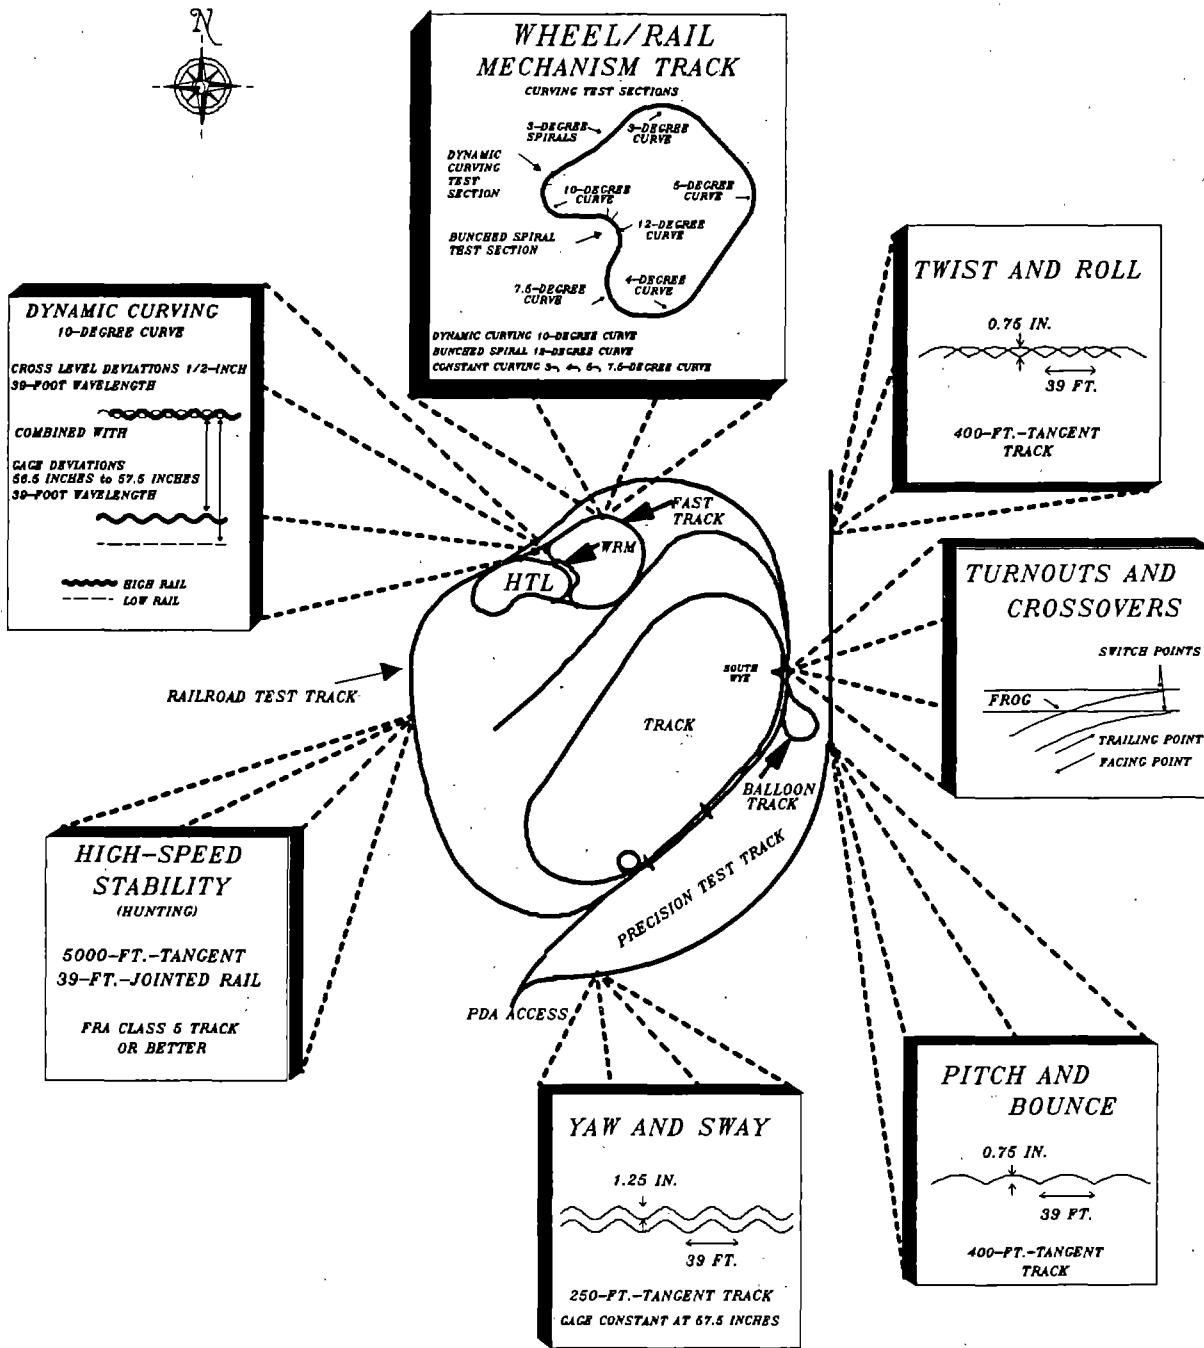 N
WHEEL/RAIL
MECHANISM TRACK
CURVING TEST SECTIONS
3-DEGREE
SPIRALS
3-DEGREE
CURVE
DYNAMIC
CURVING
TEST
SECTION
10-DEGREE
CURVE
5-DEGREE
CURVE
BUNCHED SPIRAL
TEST SECTION
12-DEGREE
CURVE
7.5-DEGREE
CURVE
4-DEGREE
CURVE
DYNAMIC CURVING 10-DEGREE CURVE
BUNCHED SPIRAL 12-DEGREE CURVE
CONSTANT CURVING 3-, 4-, 5-, 7.5-DEGREE CURVE
TWIST AND ROLL
0.75 IN.
39 FT.
400-FT.-TANGENT
TRACK
DYNAMIC CURVING
10-DEGREE CURVE
CROSS LEVEL DEVIATIONS 1/2-INCH
39-FOOT WAVELENGTH
COMBINED WITH
GAGE DEVIATIONS
56.5 INCHES to 57.5 INCHES
39-FOOT WAVELENGTH
HIGH RAIL
LOW RAIL
FAST
TRACK
WRM
HTL
RAILROAD TEST TRACK
SOUTH
WYE
TRACK
BALLOON
TRACK
PRECISION TEST TRACK
PDA ACCESS
TURNOUTS AND
CROSSOVERS
SWITCH POINTS
FROG
TRAILING POINT
FACING POINT
HIGH-SPEED
STABILITY
(HUNTING)
5000-FT.-TANGENT
39-FT.-JOINTED RAIL
FRA CLASS 5 TRACK
OR BETTER
YAW AND SWAY
1.25 IN.
39 FT.
250-FT.-TANGENT TRACK
GAGE CONSTANT AT 57.5 INCHES
PITCH AND
BOUNCE
0.75 IN.
39 FT.
400-FT.-TANGENT
TRACK